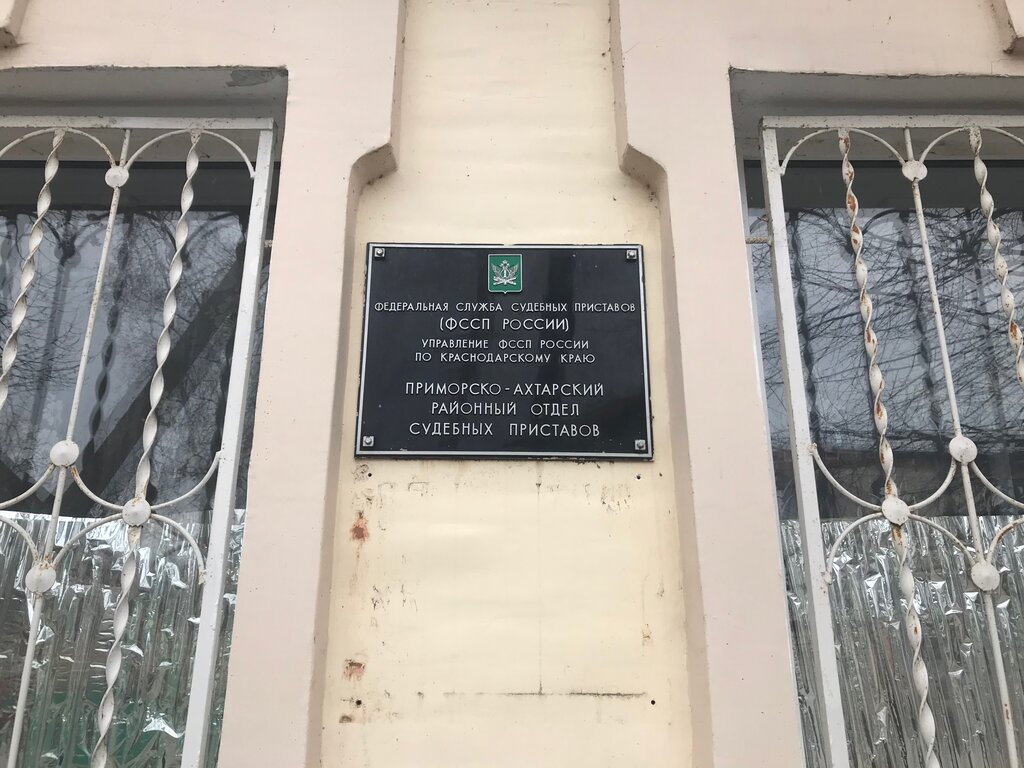 ФЕДЕРАЛЬНАЯ СЛУЖБА СУДЕБНЫХ ПРИСТАВОВ
(ФССП РОССИИ)
УПРАВЛЕНИЕ ФССП РОССИИ
ПО КРАСНОДАРСКОМУ КРАЮ
ПРИМОРСКО-АХТАРСКИЙ
РАЙОННЫЙ ОТДЕЛ
СУДЕБНЫХ ПРИСТАВОВ